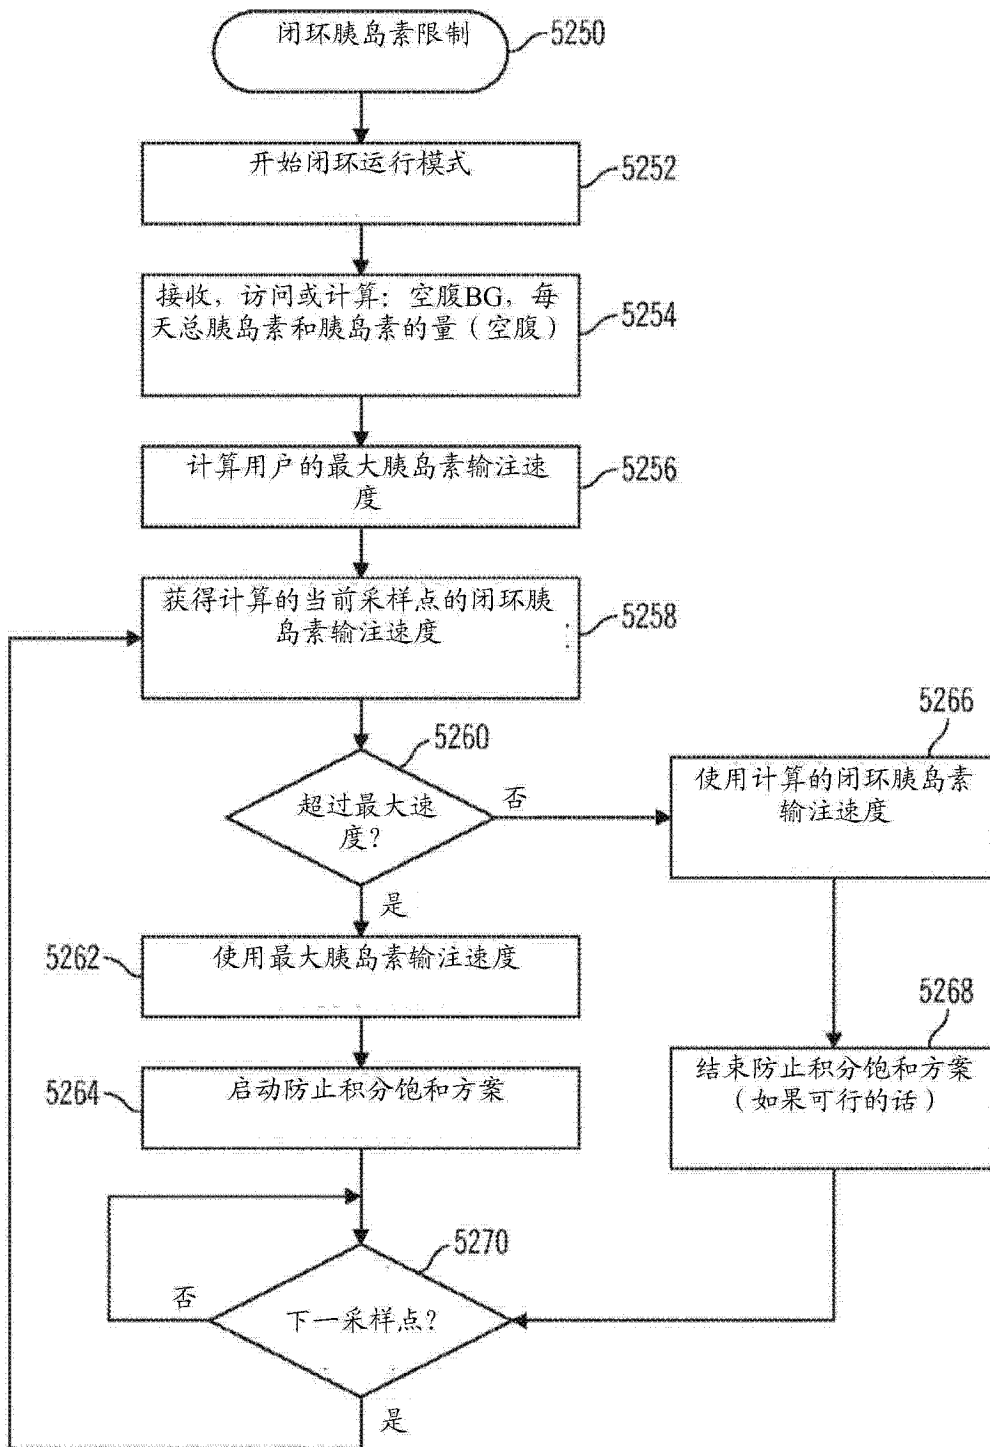 闭环胰岛素限制
5250
开始闭环运行模式
5252
接收，访问或计算：空腹BG，每
天总胰岛素和胰岛素的量（空腹）
5254
计算用户的最大胰岛素输注速
度
5256
获得计算的当前采样点的闭环胰
岛素输注速度
5258
5260
超过最大速
度？
否
是
5266
使用计算的闭环胰岛素
输注速度
5262
使用最大胰岛素输注速度
5268
结束防止积分饱和方案
（如果可行的话）
5264
启动防止积分饱和方案
5270
下一采样点？
否
是